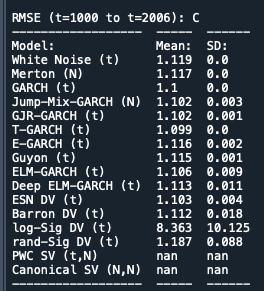 RMSE (t=1000 to t=2006): C
------------------ ----- ------
Model: Mean: SD:
White Noise (t) 1.119 0.0
Merton (N) 1.117 0.0
GARCH (t) 1.1 0.0
Jump-Mix-GARCH (N) 1.102 0.003
GJR-GARCH (t) 1.102 0.001
T-GARCH (t) 1.099 0.0
E-GARCH (t) 1.116 0.002
Guyon (t) 1.115 0.001
ELM-GARCH (t) 1.106 0.009
Deep ELM-GARCH (t) 1.113 0.011
ESN DV (t) 1.103 0.004
Barron DV (t) 1.112 0.018
log-Sig DV (t) 8.363 10.125
rand-Sig DV (t) 1.187 0.088
PWC SV (t,N) nan nan
Canonical SV (N,N) nan nan
------------------ ----- ------